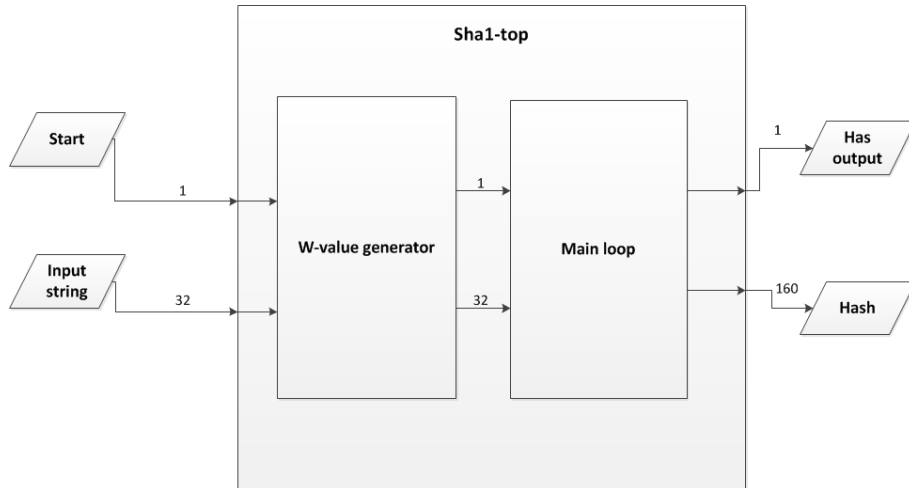 Sha1-top
Start
1
Input
string
32
W-value generator
1
32
Main loop
1
Has
output
160
Hash